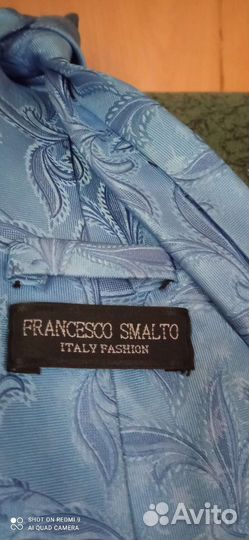 FRANCESCO SMALTO
ITALY FASHION
SHOT ON REDMI 9
AI QUAD CAMERA
Avito